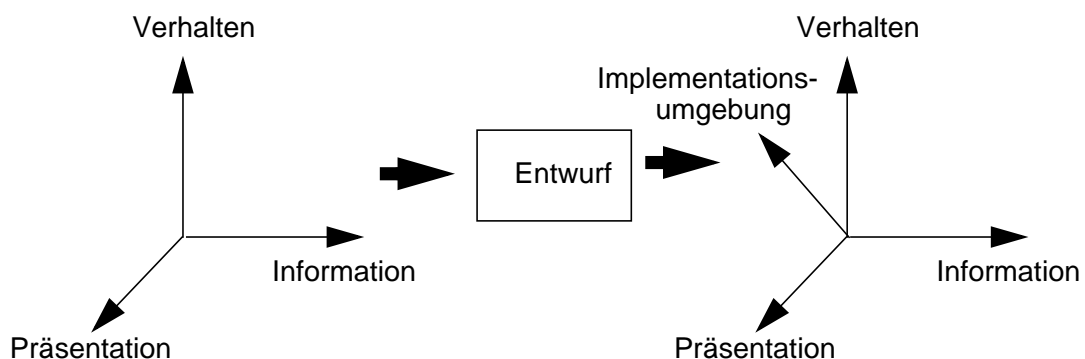 Verhalten
Information
Präsentation
Entwurf
Verhalten
Implementations-
umgebung
Information
Präsentation